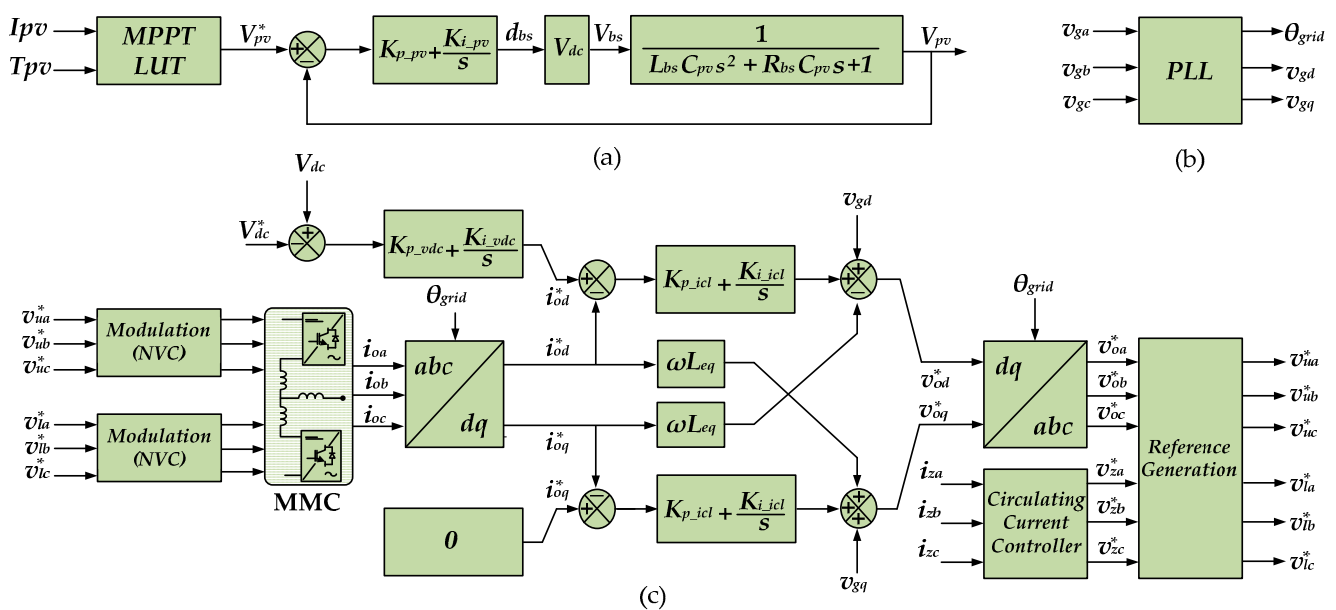 Ipv
Tpv
MPPT
LUT
V*pv
+
−
Kp_pv + Ki_pv/s
dbs
Vdc
Vbs
1/(LbsCpvs² + RbsCpvs+1)
Vpv
(a)
vga
vgb
vgc
PLL
θgrid
vgd
vgq
(b)
Vdc
V*dc
+
−
Kp_vdc + Ki_vdc/s
i*od
+
−
Kp_icl + Ki_icl/s
vgd
+
+
−
v*ua
v*ub
v*uc
Modulation
(NVC)
v*la
v*lb
v*lc
Modulation
(NVC)
MMC
ioa
iob
ioc
θgrid
abc
dq
i*od
i*oq
ωLeq
ωLeq
0
i*oq
−
+
Kp_icl + Ki_icl/s
+
+
+
vgq
v*od
v*oq
θgrid
dq
abc
v*oa
v*ob
v*oc
iza
izb
izc
Circulating
Current
Controller
v*za
v*zb
v*zc
Reference
Generation
v*ua
v*ub
v*uc
v*la
v*lb
v*lc
(c)